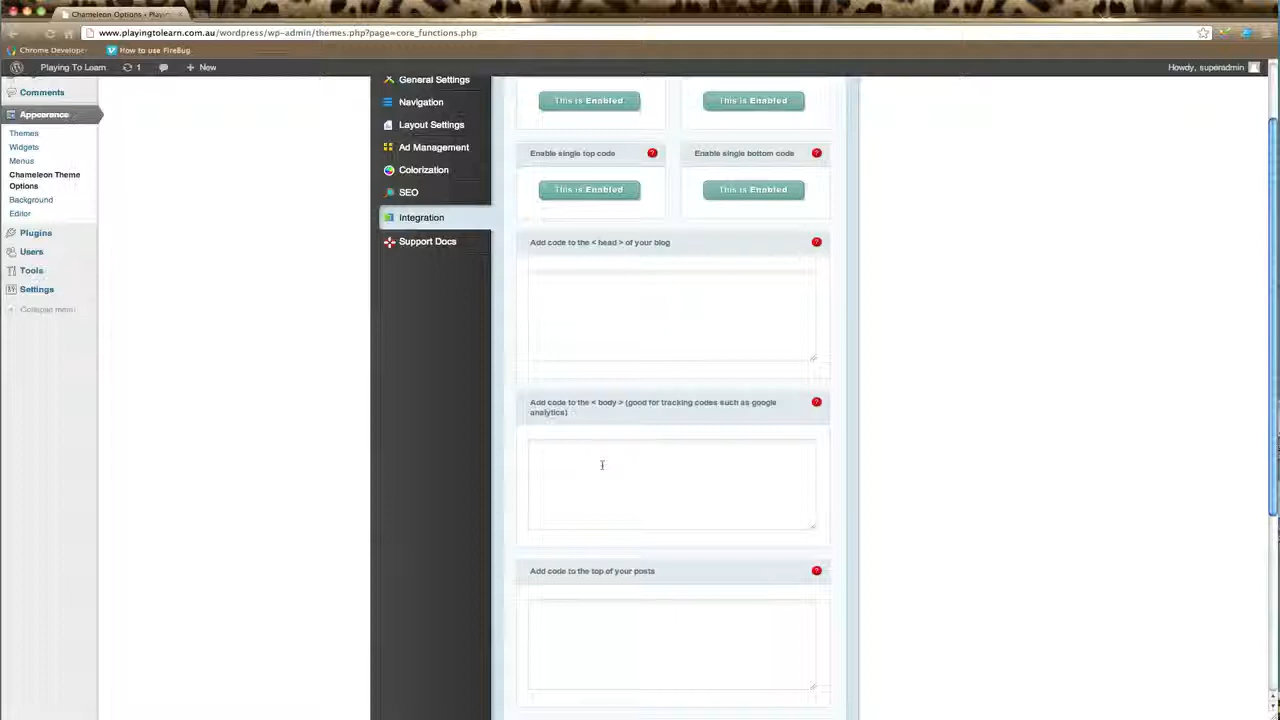 Chameleon Options ‹ Playin
www.playingtolearn.com.au/wordpress/wp-admin/themes.php?page=core_functions.php
Chrome Develope
How to use FireBug
Playing To Learn
1
+ New
Howdy, superadmin
Comments
Appearance
Themes
Widgets
Menus
Chameleon Theme
Options
Background
Editor
Plugins
Users
Tools
Settings
Collapse menu
General Settings
Navigation
Layout Settings
Ad Management
Colorization
SEO
Integration
Support Docs
This is Enabled
This is Enabled
Enable single top code
?
Enable single bottom code
?
This is Enabled
This is Enabled
Add code to the < head > of your blog
?
Add code to the < body > (good for tracking codes such as google
analytics)
?
Add code to the top of your posts
?